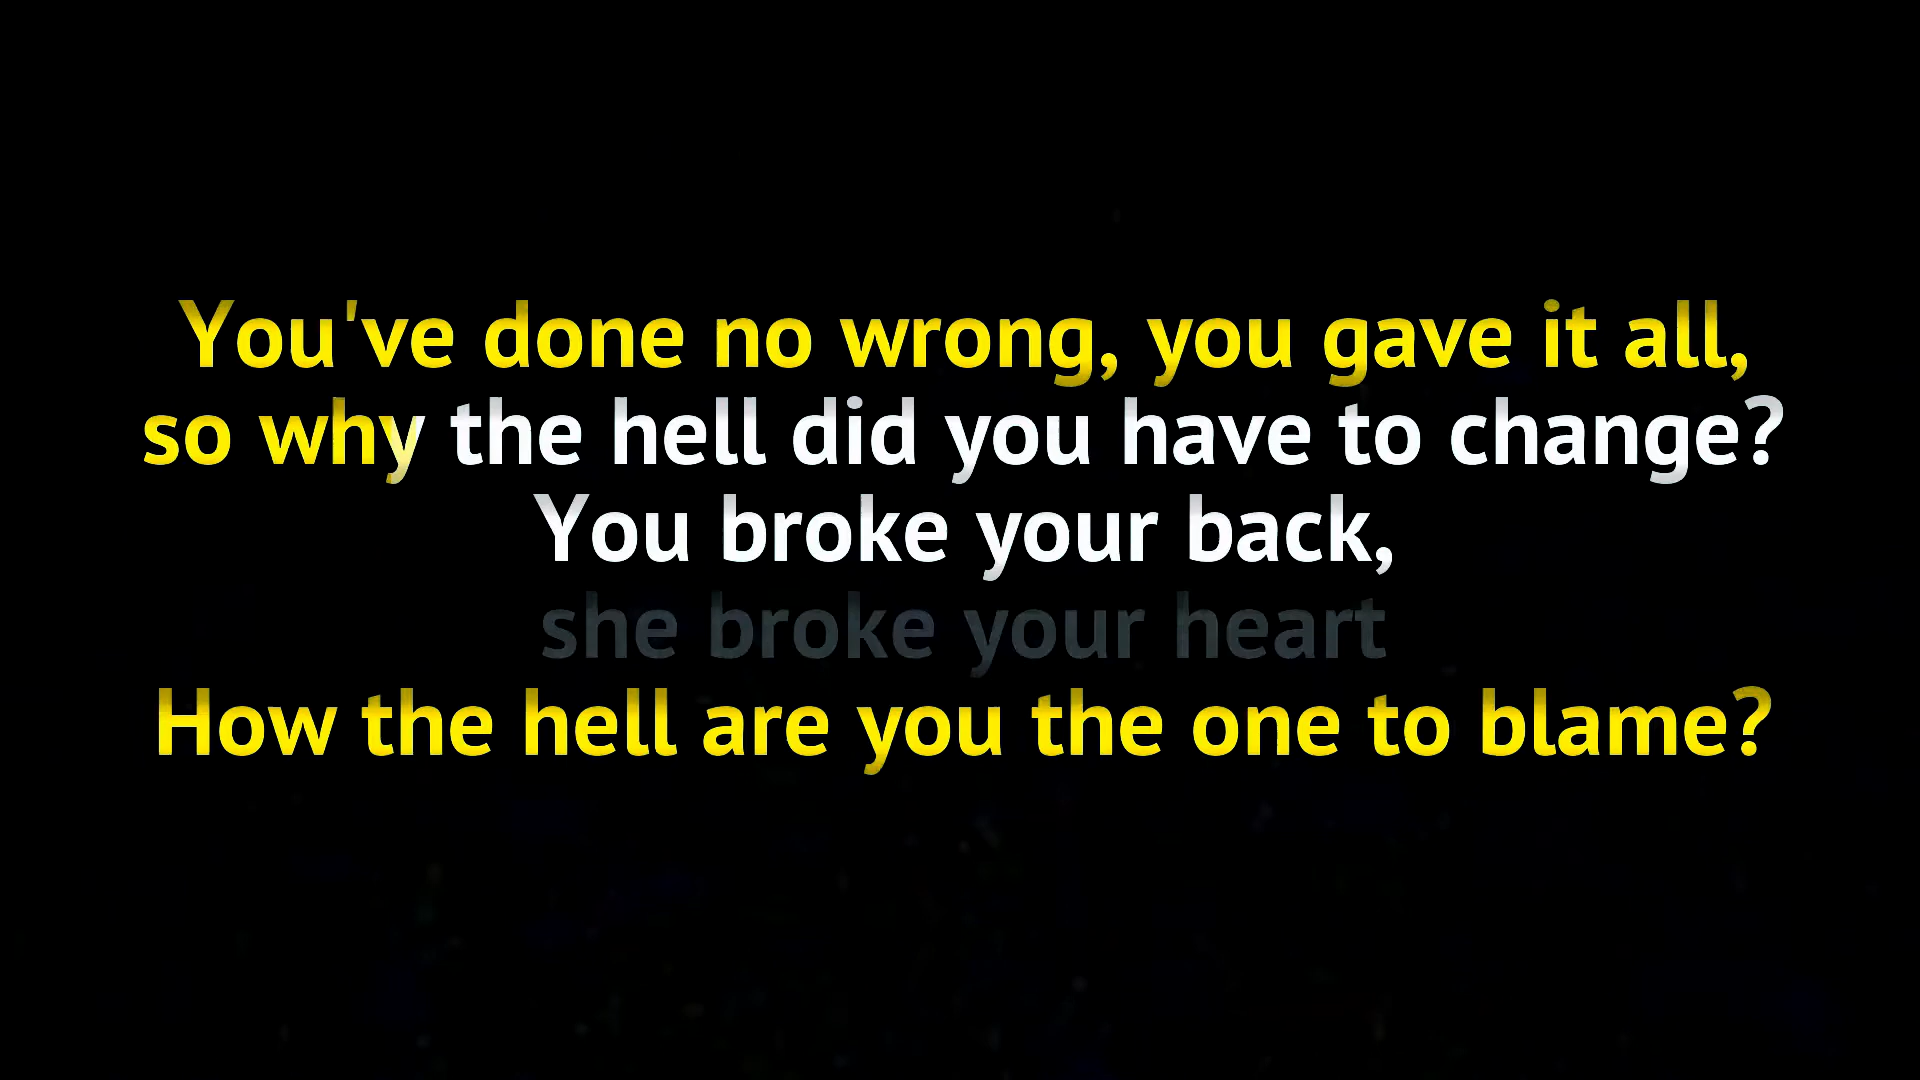 You've done no wrong, you gave it all,
so why the hell did you have to change?
You broke your back,
she broke your heart
How the hell are you the one to blame?